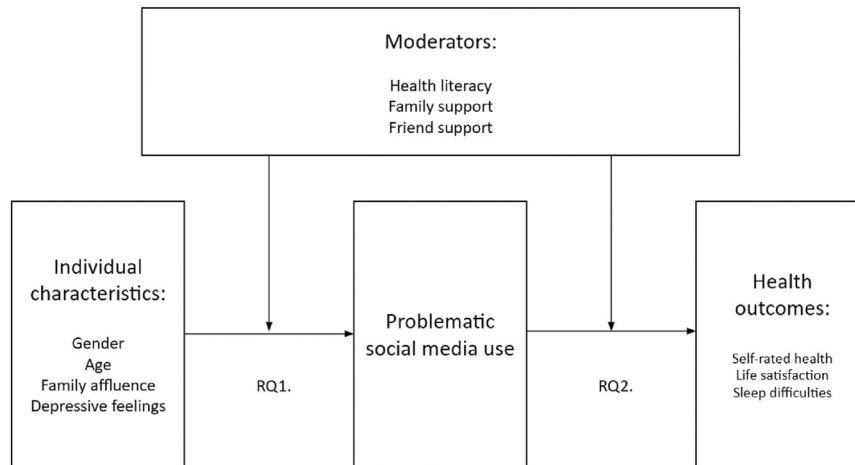 Moderators:
Health literacy
Family support
Friend support
Individual
characteristics:
Gender
Age
Family affluence
Depressive feelings
RQ1.
Problematic
social media use
RQ2.
Health
outcomes:
Self-rated health
Life satisfaction
Sleep difficulties